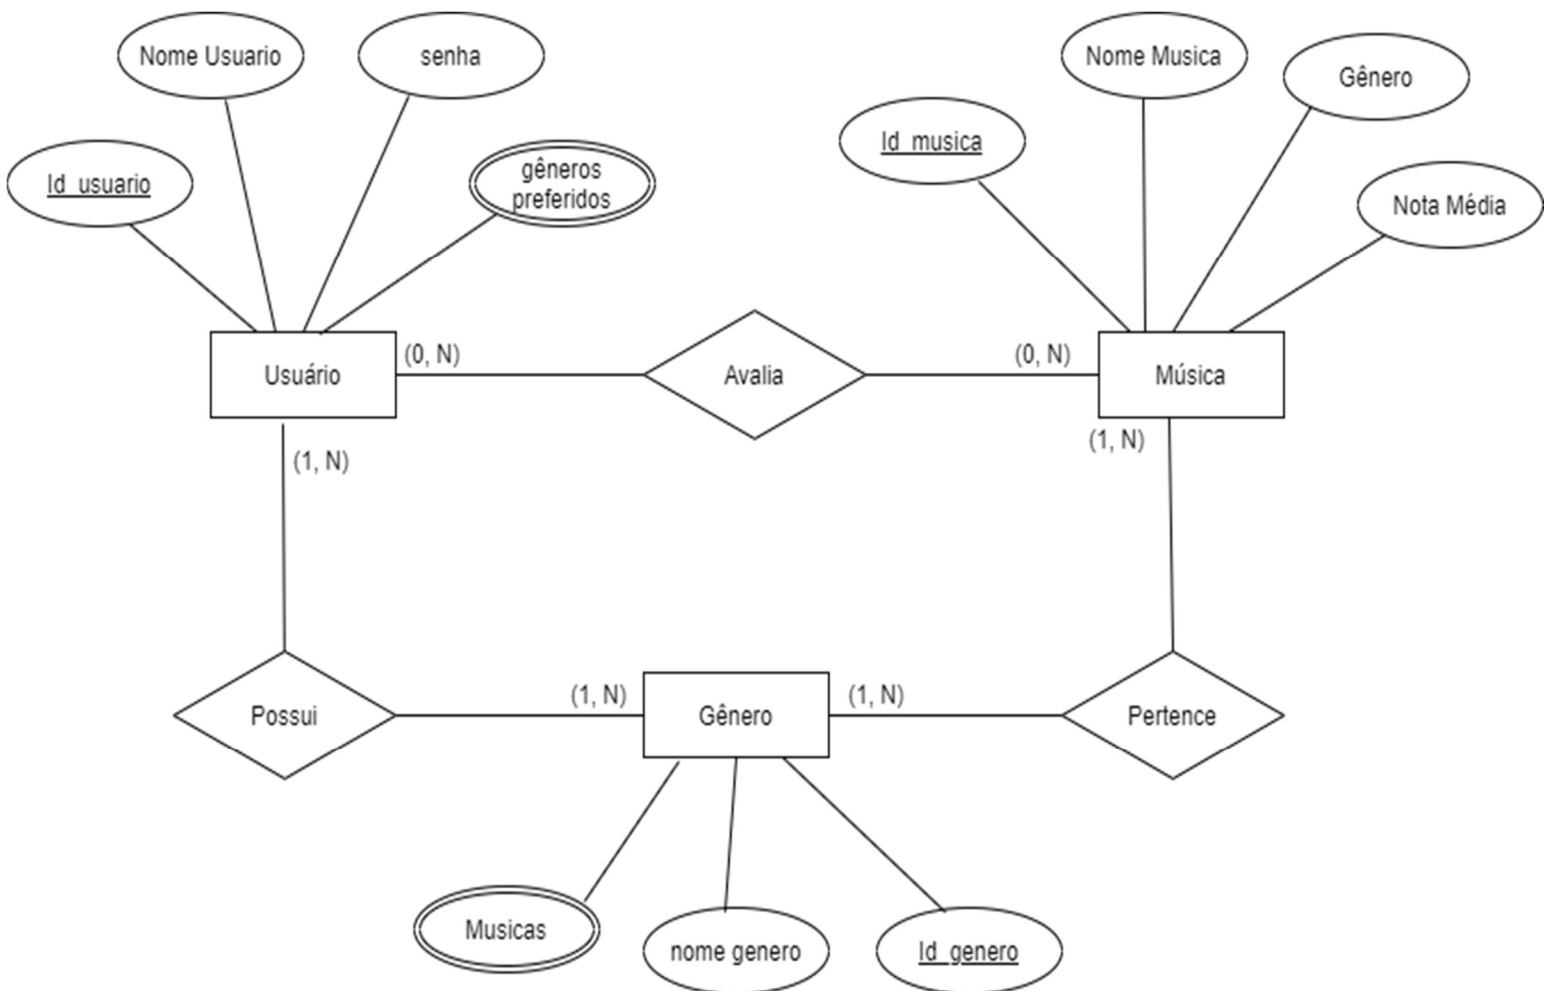 Nome Usuario
senha
Nome Musica
Gênero
Id_musica
Id_usuario
gêneros
preferidos
Nota Média
(0, N)
(0, N)
Usuário
Avalia
Música
(1, N)
(1, N)
(1, N)
(1, N)
Possui
Gênero
Pertence
Musicas
nome genero
Id_genero